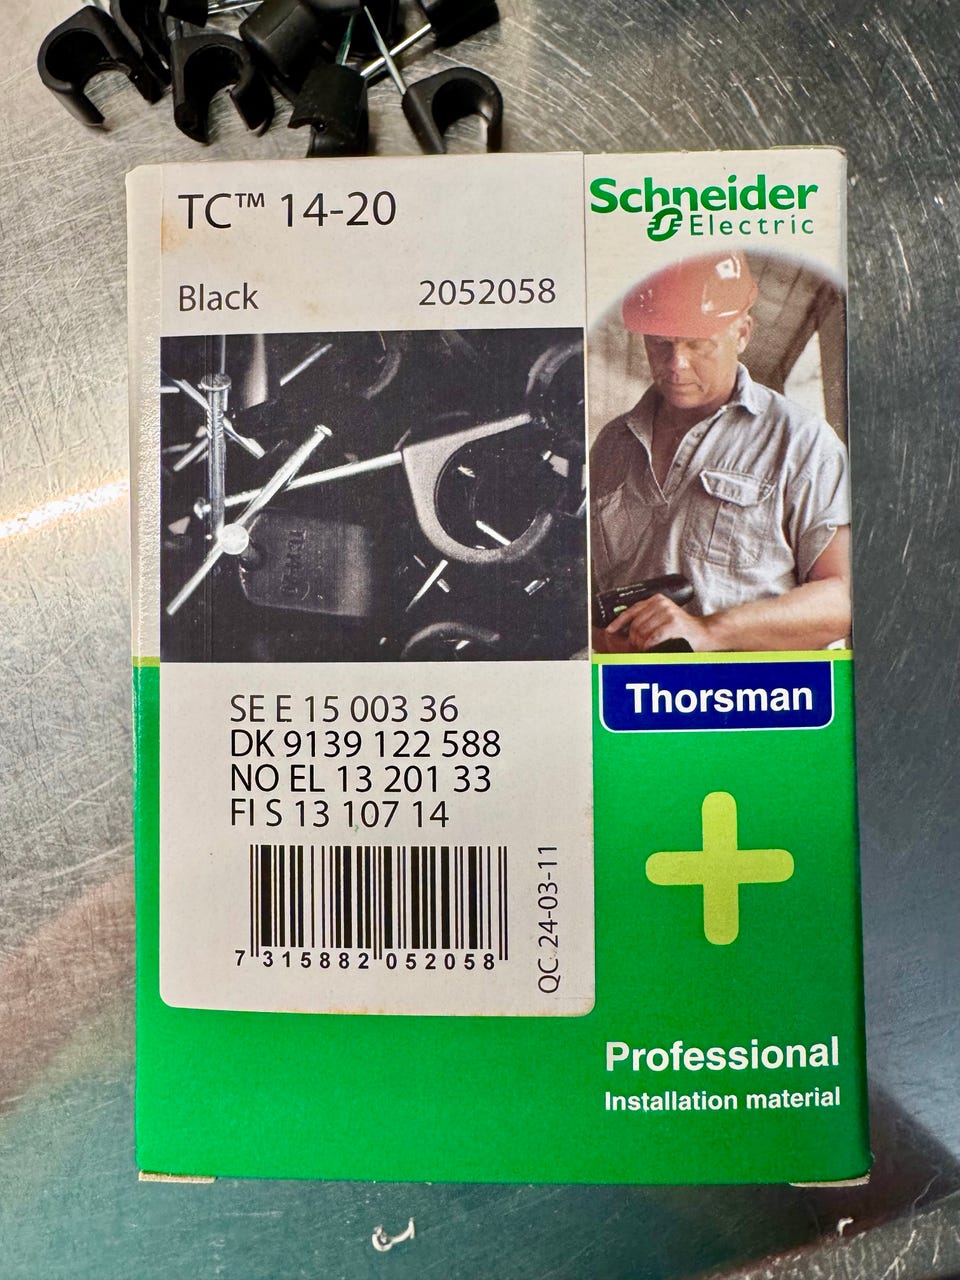 TC™ 14-20
Black 2052058
Schneider
Electric
SE E 15 003 36
DK 9139 122 588
NO EL 13 201 33
FI S 13 107 14
7 315882 052058
QC 24-03-11
Thorsman
Professional
Installation material